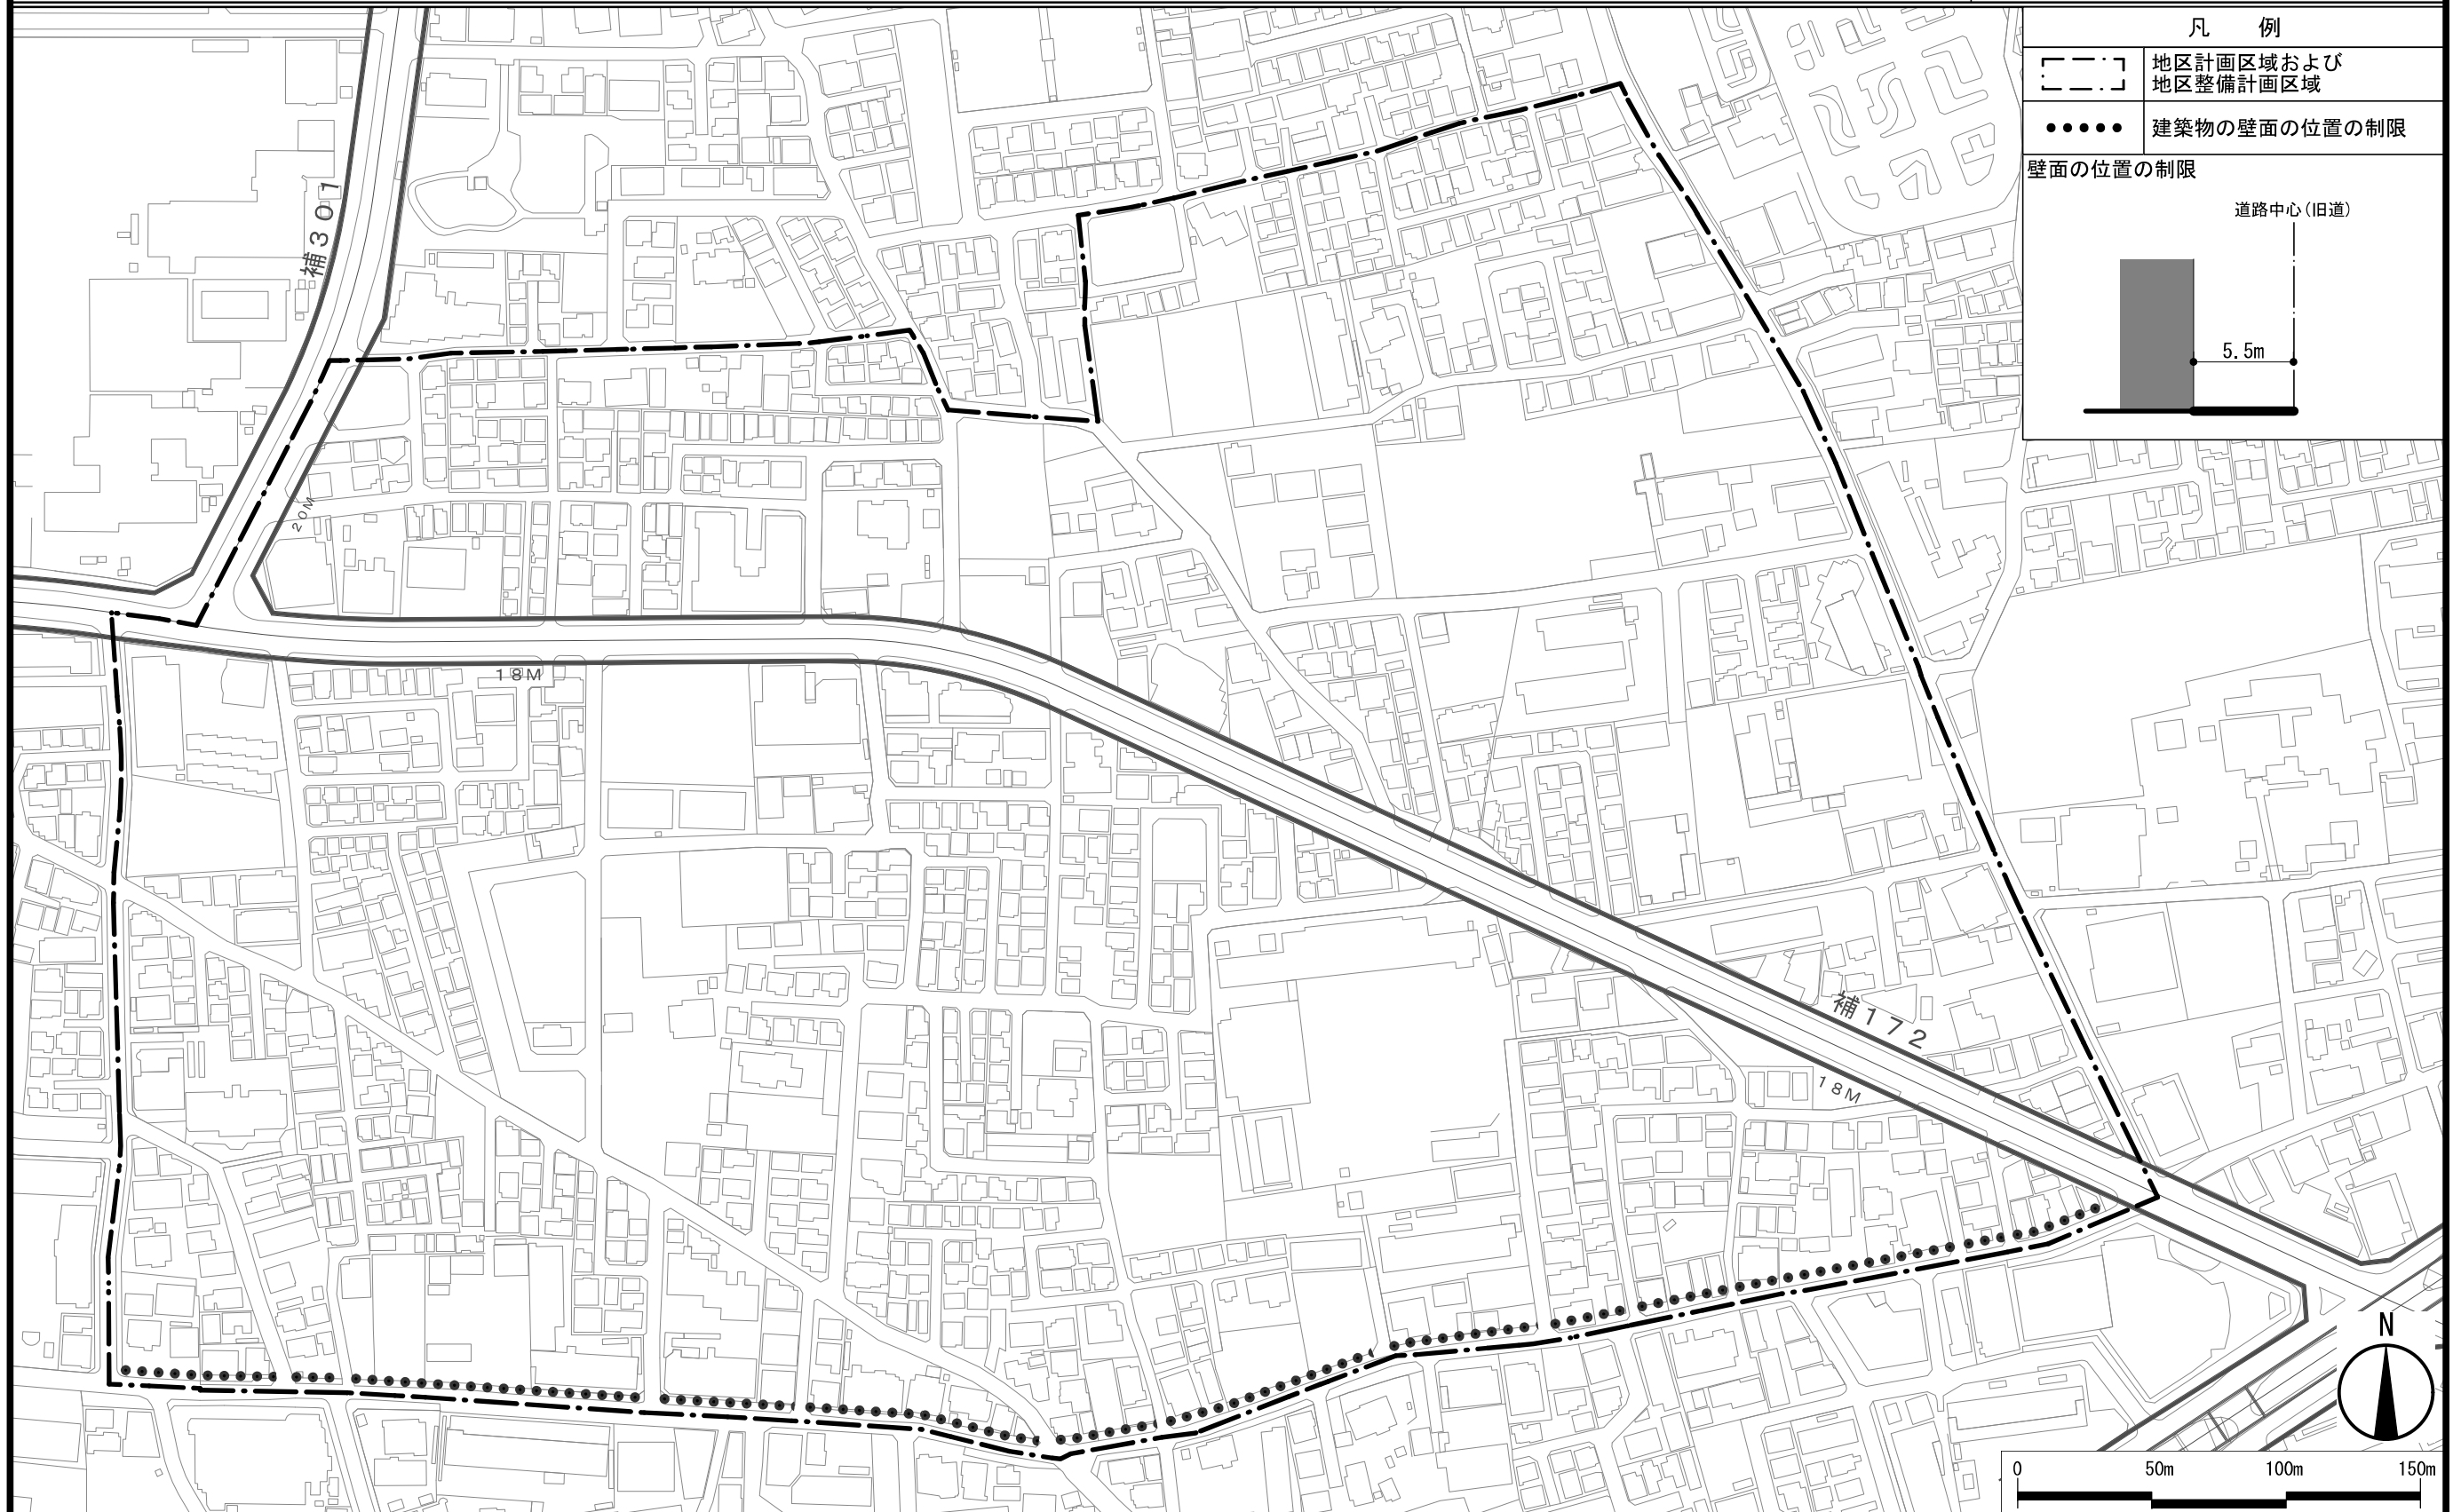 凡 例
地区計画区域および
地区整備計画区域
建築物の壁面の位置の制限
壁面の位置の制限
道路中心(旧道)
5.5m
補301
20M
18M
補172
18M
N
0 50m 100m 150m